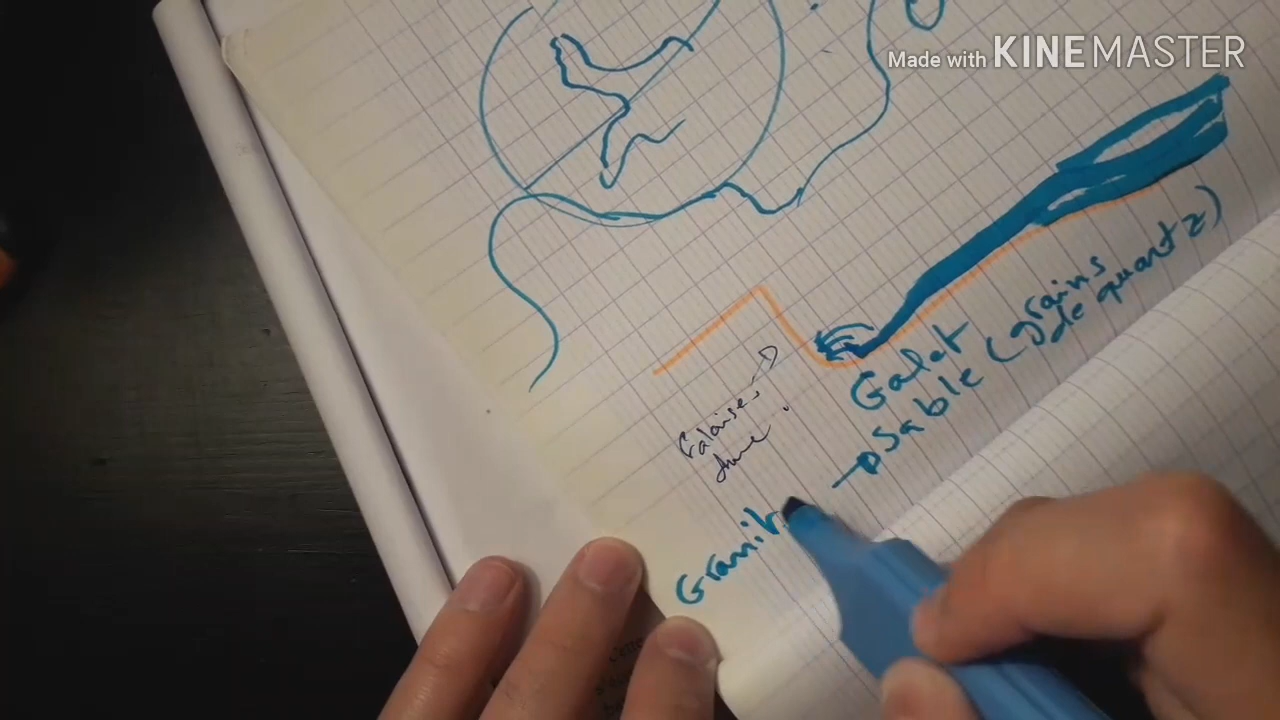 Made with KINEMASTER
Galet
→ sable (grains
de quartz)
Falaise →
dune
Granit